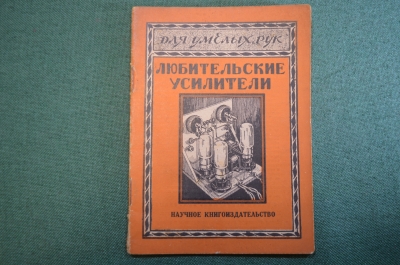 ДЛЯ УМЕЛЫХ РУК
ЛЮБИТЕЛЬСКИЕ
УСИЛИТЕЛИ
НАУЧНОЕ КНИГОИЗДАТЕЛЬСТВО